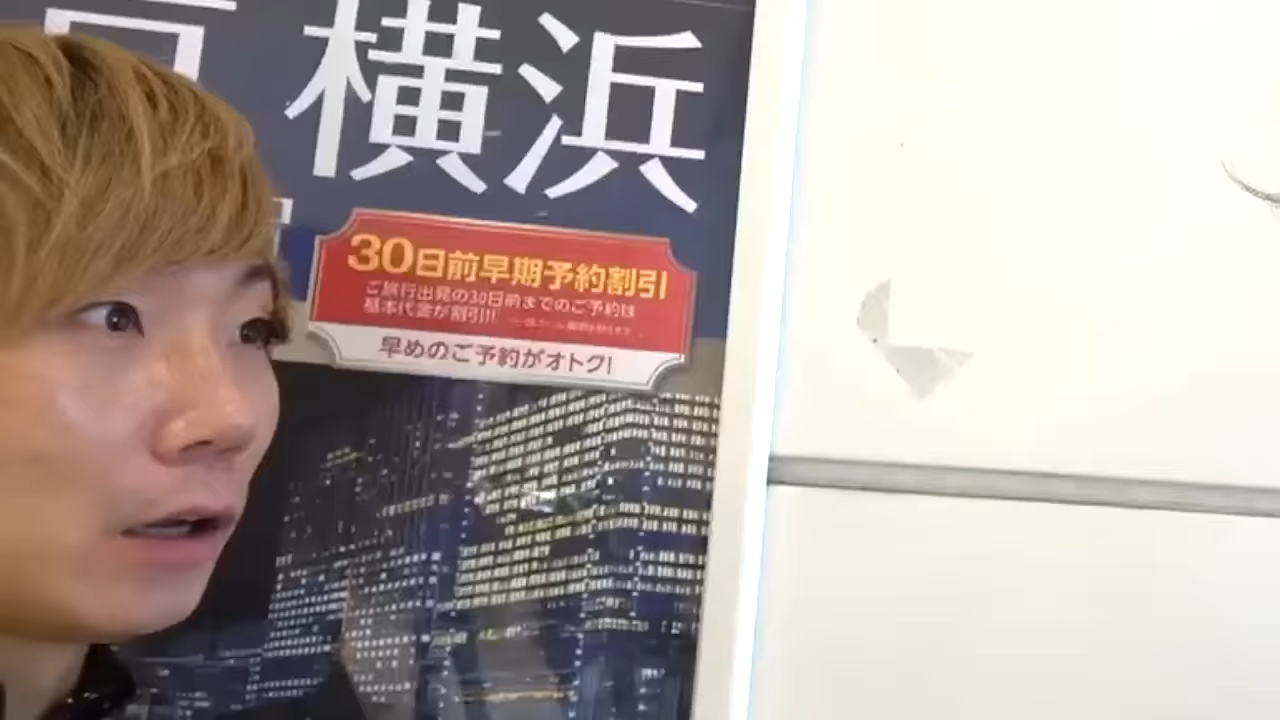 横浜
30日前早期予約割引
ご旅行出発の30日前までのご予約は
基本代金が割引!!
早めのご予約がオトク!